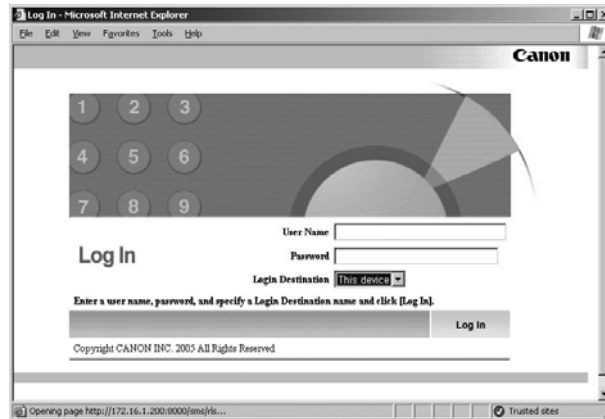 Log In - Microsoft Internet Explorer
File Edit View Favorites Tools Help
Canon
1 2 3
4 5 6
7 8 9
Log In
User Name
Password
Login Destination This device
Enter a user name, password, and specify a Login Destination name and click [Log In].
Log In
Copyright CANON INC. 2005 All Rights Reserved
Opening page http://172.16.1.200:8000/sms/rls... Trusted sites